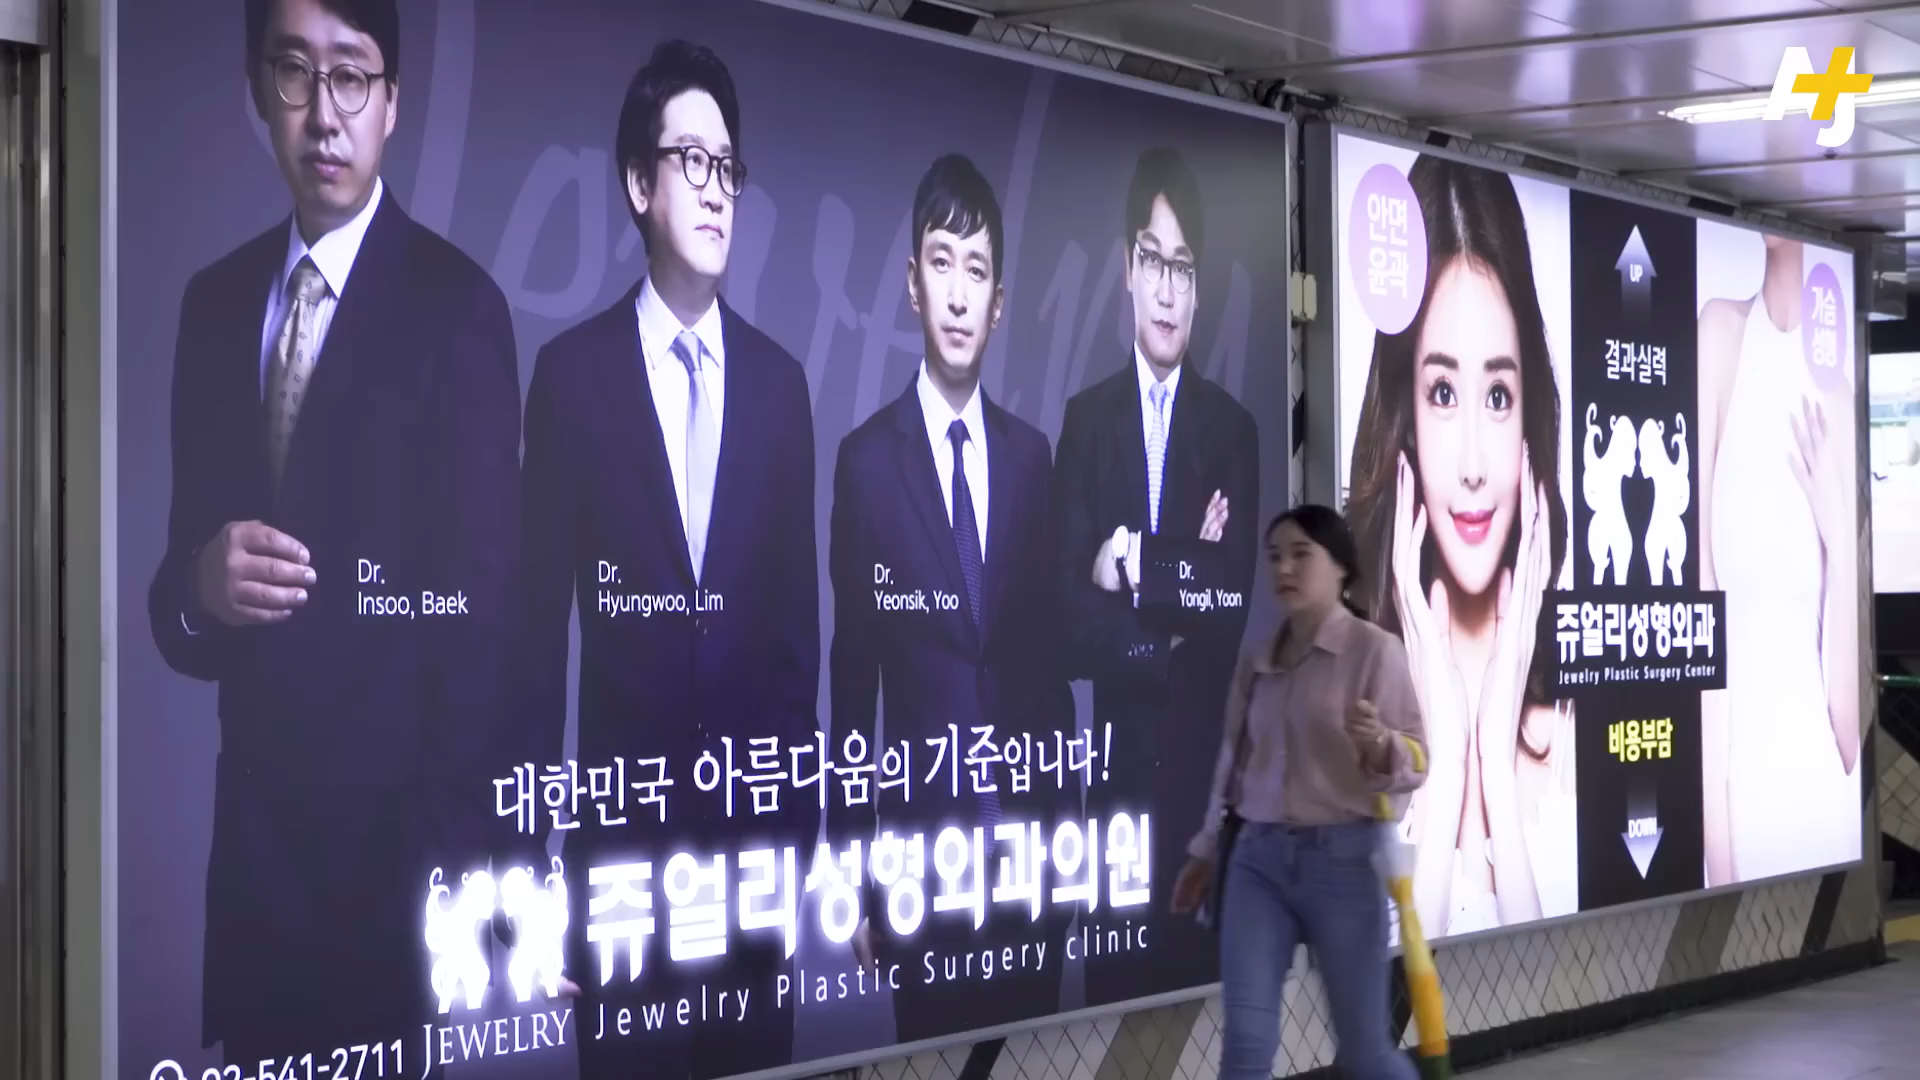 Jewelry
Dr.
Insoo, Baek
Dr.
Hyungwoo, Lim
Dr.
Yeonsik, Yoo
Dr.
Yongil, Yoon
대한민국 아름다움의 기준입니다!
쥬얼리성형외과의원
Jewelry Plastic Surgery clinic
JEWELRY
02-541-2711
안면
윤곽
UP
결과실력
쥬얼리성형외과
Jewelry Plastic Surgery Center
비용부담
DOWN
가슴
성형
AJ+